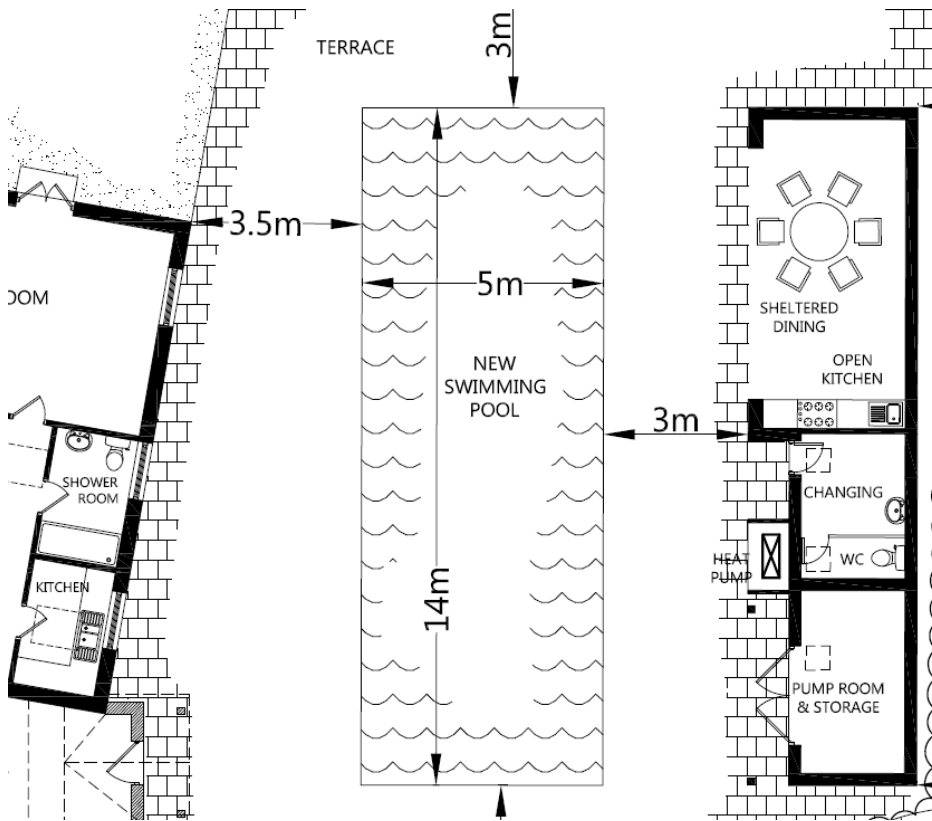 TERRACE
3m
3.5m
5m
OOM
SHELTERED
DINING
NEW
SWIMMING
POOL
OPEN
KITCHEN
3m
SHOWER
ROOM
CHANGING
HEAT
PUMP
WC
KITCHEN
14m
PUMP ROOM
& STORAGE